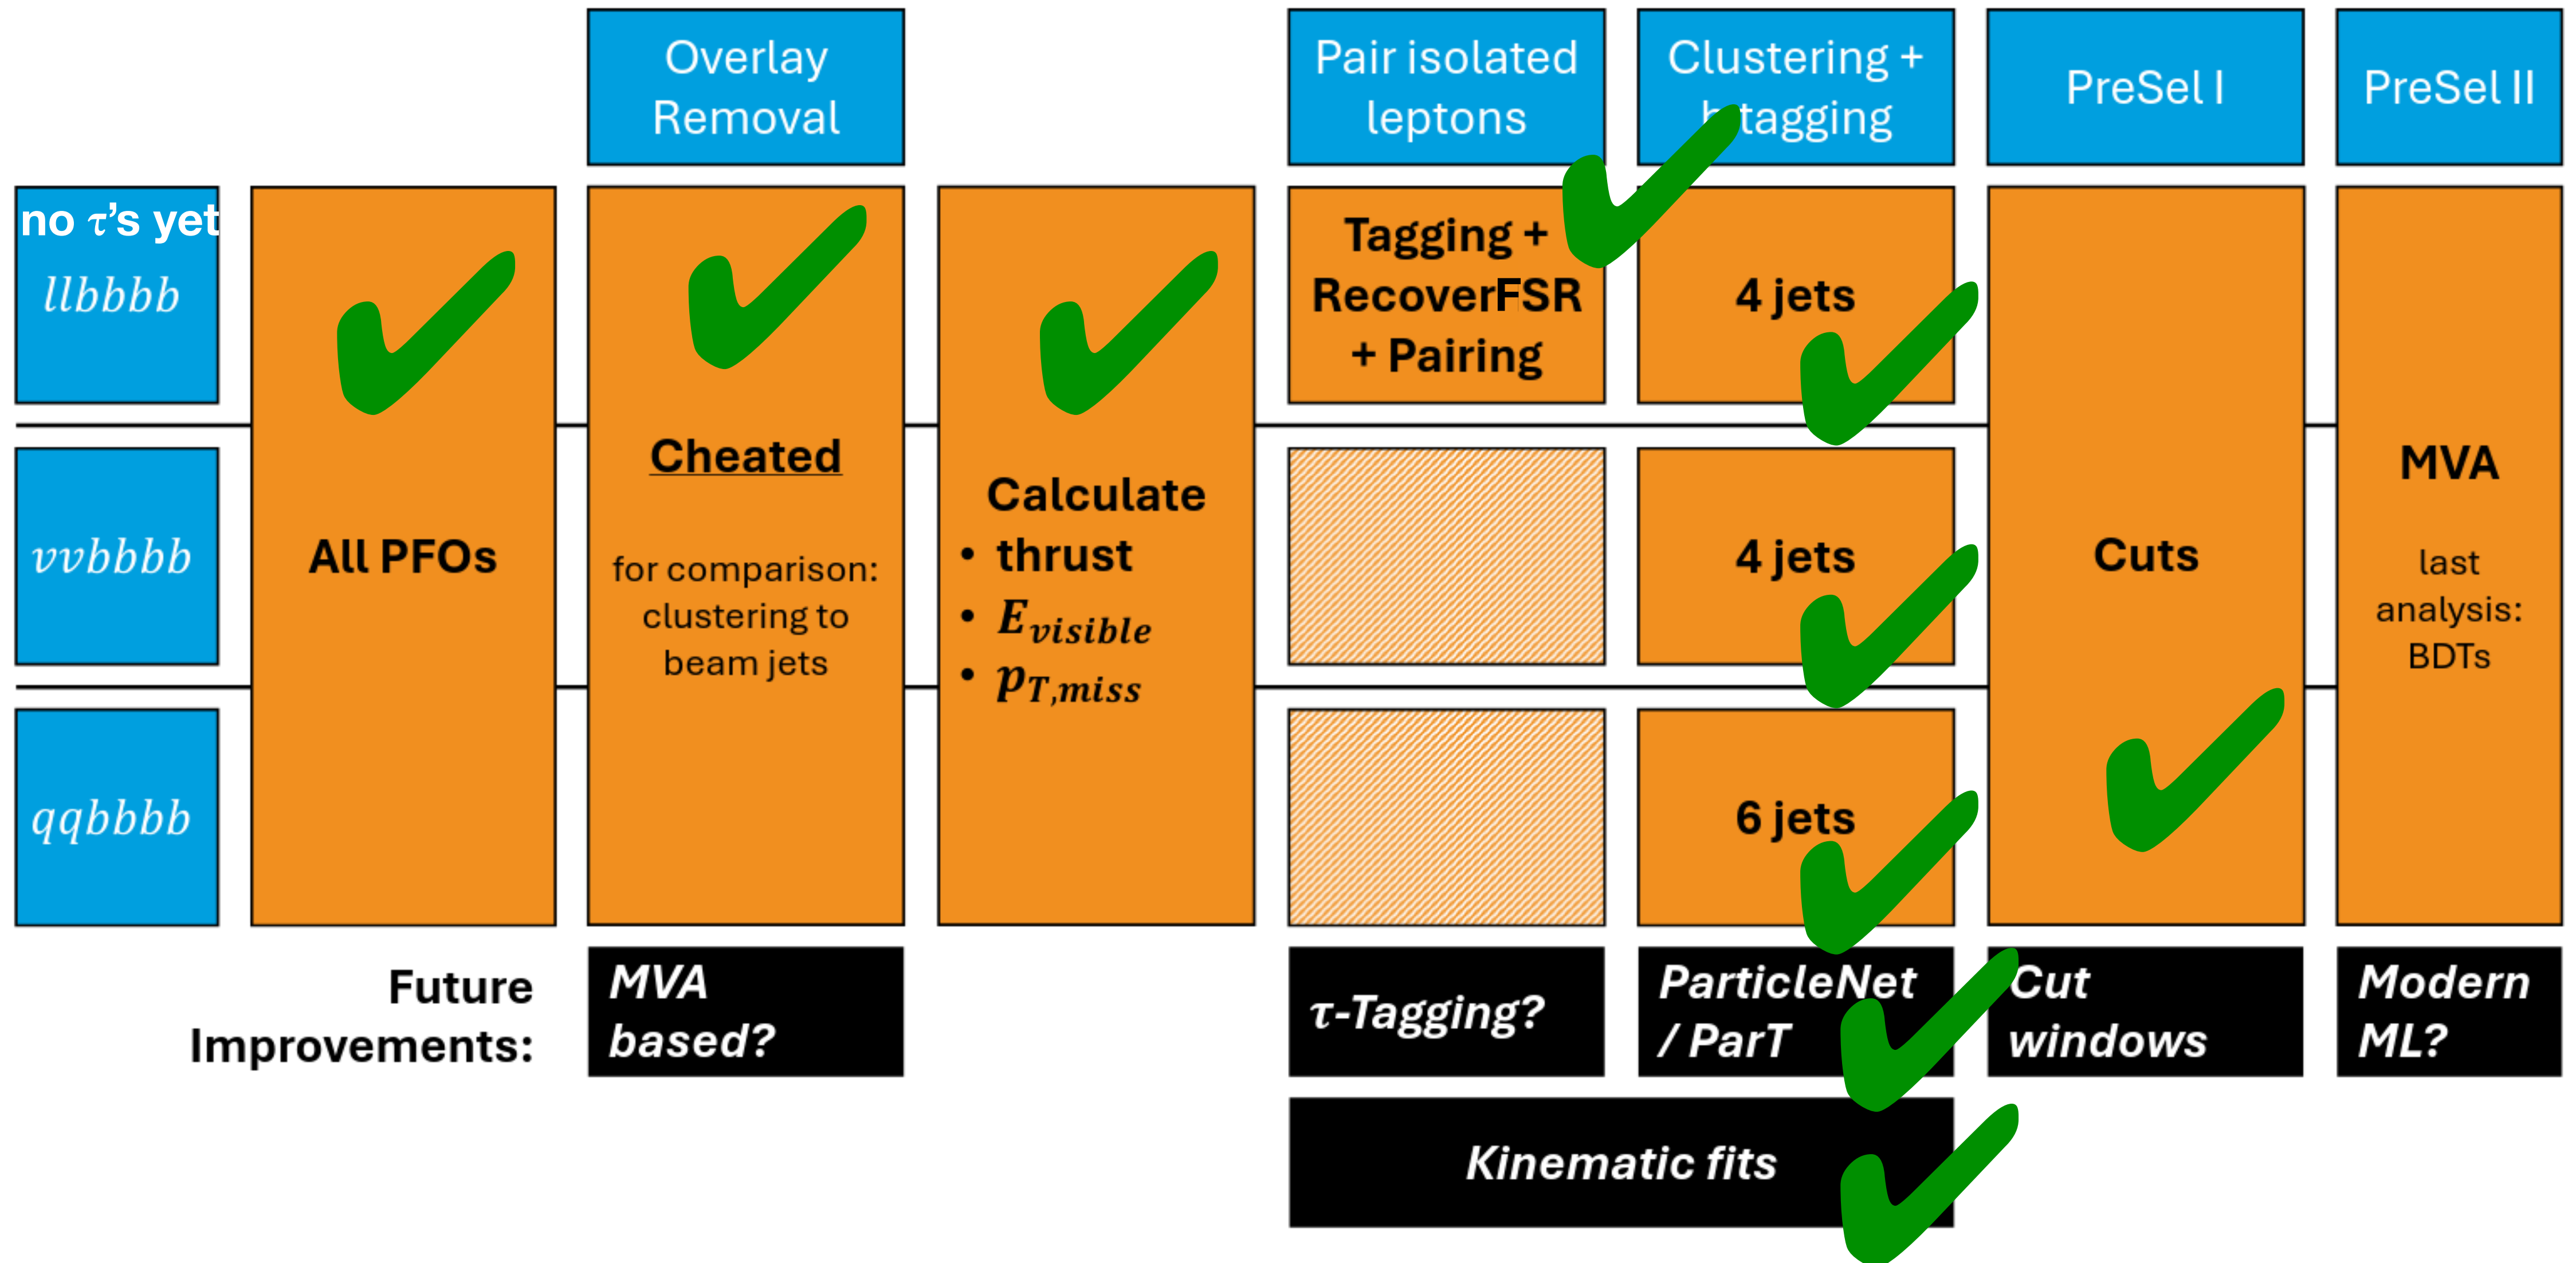 Overlay
Removal
Pair isolated
leptons
Clustering +
b tagging
PreSel I
PreSel II
no τ's yet
llbbbb
ννbbbb
qqbbbb
All PFOs
Cheated
for comparison:
clustering to
beam jets
Calculate
• thrust
• E_visible
• p_T,miss
Tagging +
RecoverFSR
+ Pairing
4 jets
4 jets
6 jets
Cuts
MVA
last
analysis:
BDTs
Future
Improvements:
MVA
based?
τ-Tagging?
ParticleNet
/ ParT
Cut
windows
Modern
ML?
Kinematic fits